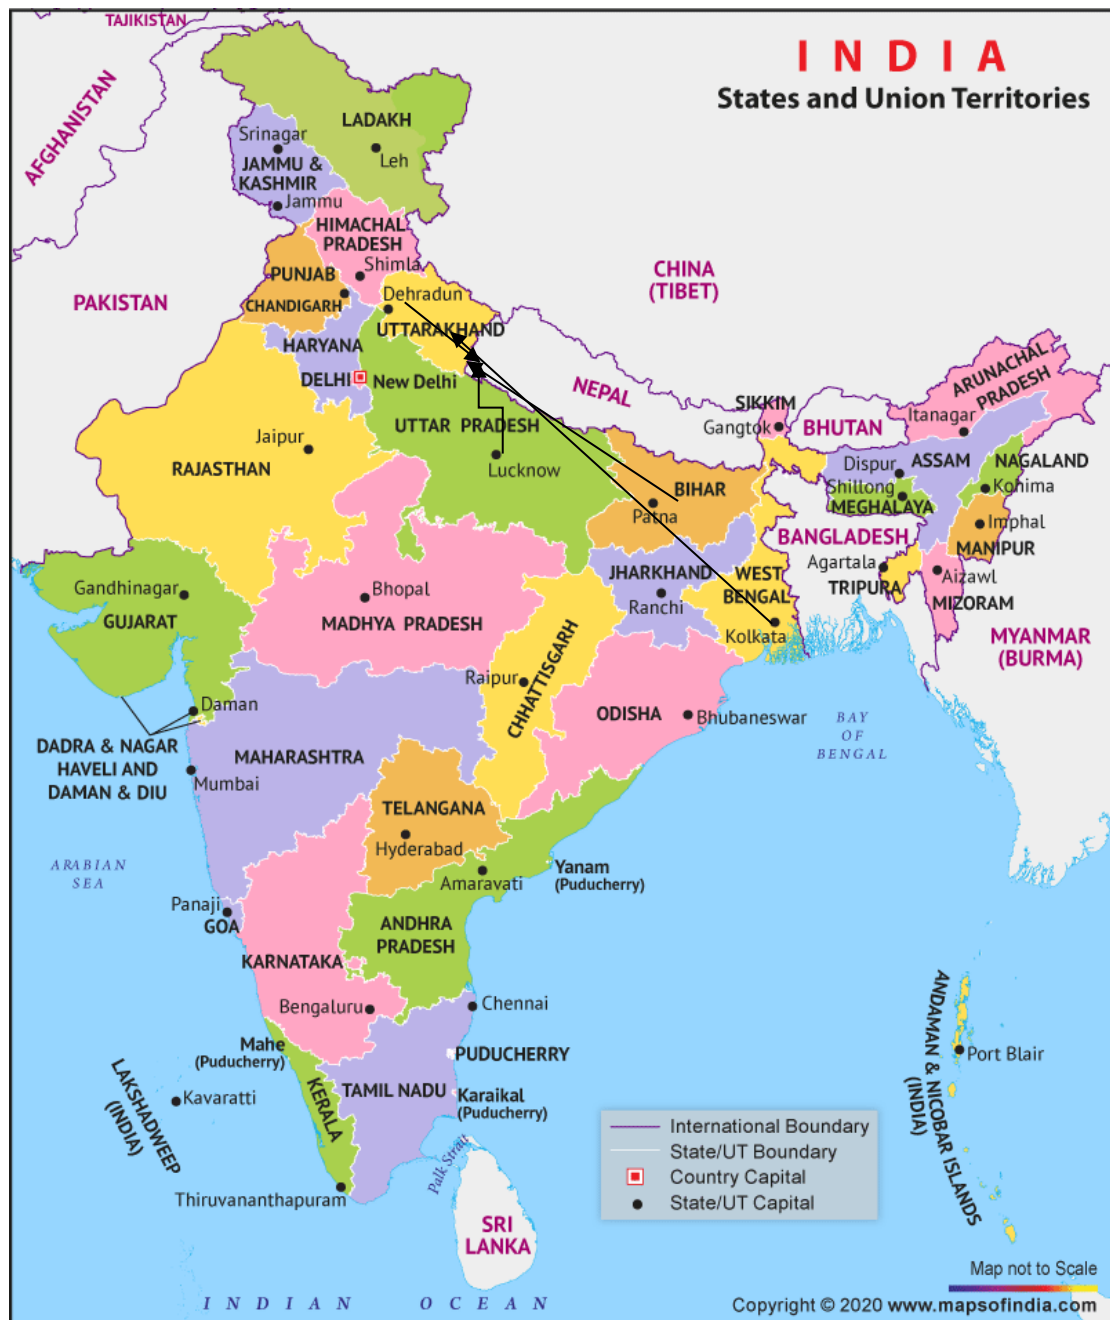 TAJIKISTAN
INDIA
States and Union Territories
AFGHANISTAN
LADAKH
Srinagar
Leh
JAMMU &
KASHMIR
Jammu
HIMACHAL
PRADESH
Shimla
CHINA
(TIBET)
PUNJAB
PAKISTAN
CHANDIGARH
Dehradun
UTTARAKHAND
HARYANA
DELHI
New Delhi
NEPAL
ARUNACHAL
PRADESH
SIKKIM
Gangtok
BHUTAN
Itanagar
UTTAR PRADESH
Jaipur
RAJASTHAN
Lucknow
Dispur
ASSAM
NAGALAND
Shillong
Kohima
MEGHALAYA
BIHAR
Patna
Imphal
BANGLADESH
MANIPUR
Agartala
TRIPURA
Aizawl
MIZORAM
JHARKHAND
Ranchi
WEST
BENGAL
Kolkata
Gandhinagar
GUJARAT
Bhopal
MADHYA PRADESH
MYANMAR
(BURMA)
Raipur
CHHATTISGARH
Daman
ODISHA
Bhubaneswar
BAY
OF
BENGAL
DADRA & NAGAR
HAVELI AND
DAMAN & DIU
MAHARASHTRA
Mumbai
TELANGANA
Hyderabad
ARABIAN
SEA
Yanam
(Puducherry)
Amaravati
Panaji
GOA
ANDHRA
PRADESH
KARNATAKA
Bengaluru
Chennai
Mahe
(Puducherry)
PUDUCHERRY
LAKSHADWEEP
(INDIA)
Kavaratti
KERALA
TAMIL NADU
Karaikal
(Puducherry)
ANDAMAN & NICOBAR ISLANDS
(INDIA)
Port Blair
Palk Strait
Thiruvananthapuram
SRI
LANKA
International Boundary
State/UT Boundary
Country Capital
State/UT Capital
Map not to Scale
INDIAN OCEAN
Copyright © 2020 www.mapsofindia.com